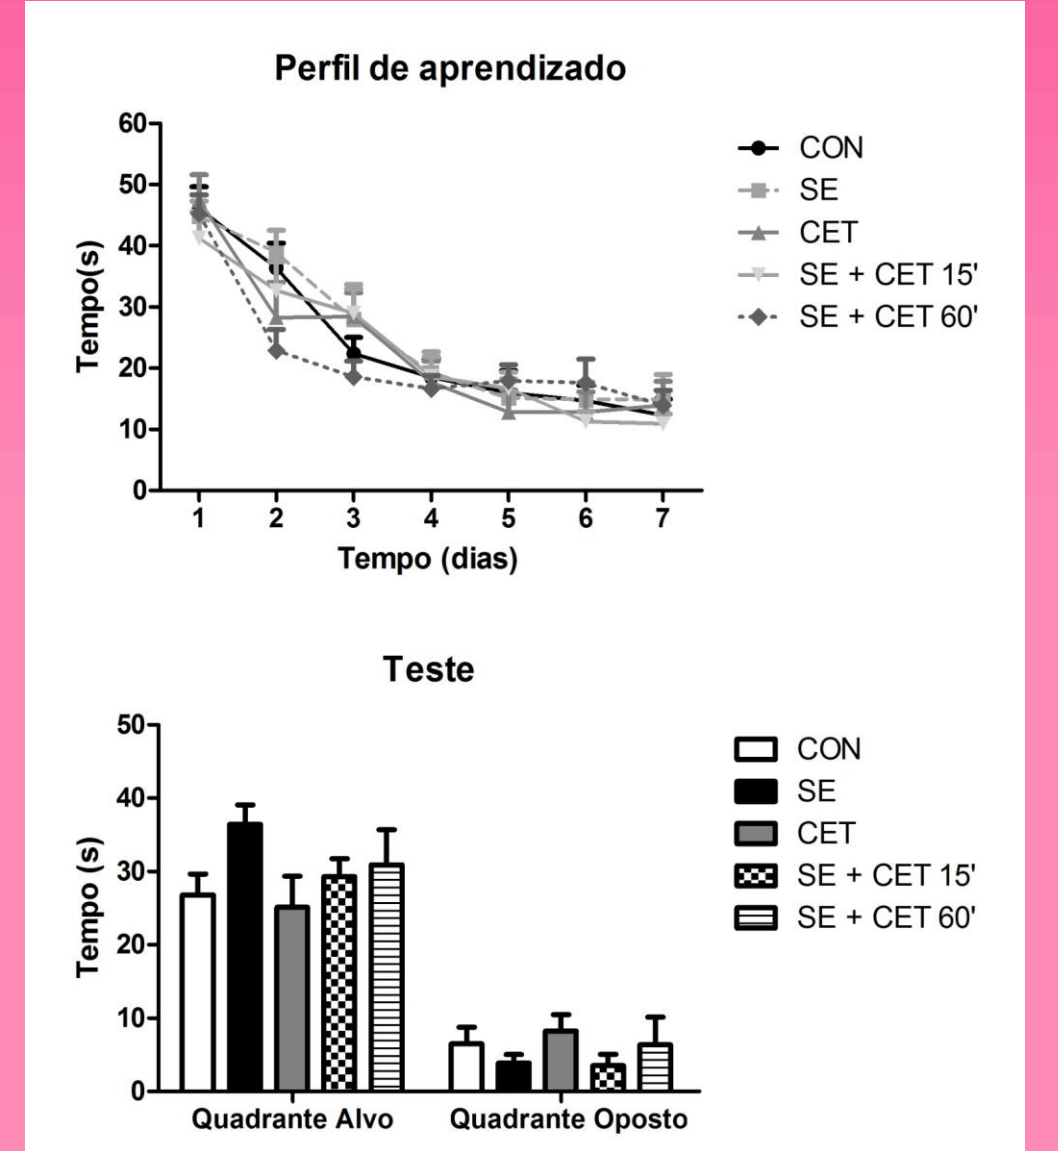 Perfil de aprendizado
60
50
40
30
20
10
0
Tempo(s)
1 2 3 4 5 6 7
Tempo (dias)
CON
SE
CET
SE + CET 15'
SE + CET 60'
Teste
50
40
30
20
10
0
Tempo (s)
Quadrante Alvo Quadrante Oposto
CON
SE
CET
SE + CET 15'
SE + CET 60'